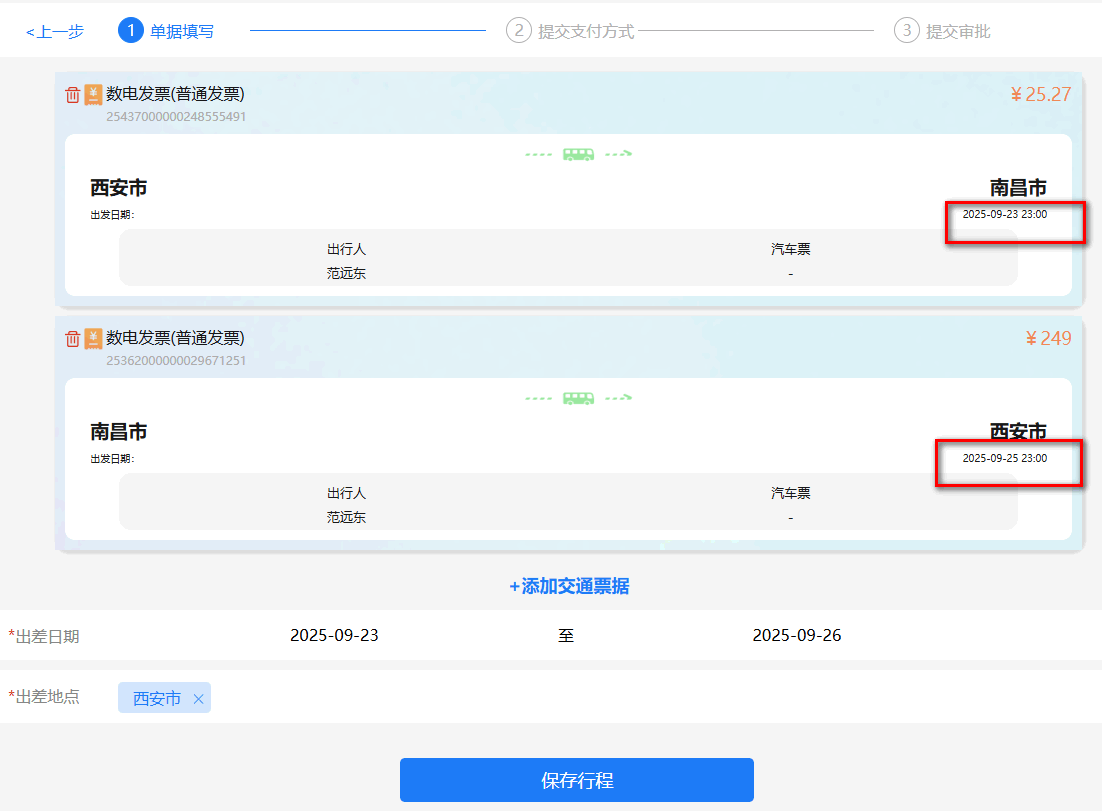 <上一步 1 单据填写 2 提交支付方式 3 提交审批
数电发票(普通发票) ¥25.27
25437000000248555491
西安市 南昌市
出发日期: 2025-09-23 23:00
出行人 汽车票
范远东 -
数电发票(普通发票) ¥249
25362000000029671251
南昌市 西安市
出发日期: 2025-09-25 23:00
出行人 汽车票
范远东 -
+添加交通票据
*出差日期 2025-09-23 至 2025-09-26
*出差地点 西安市 ×
保存行程